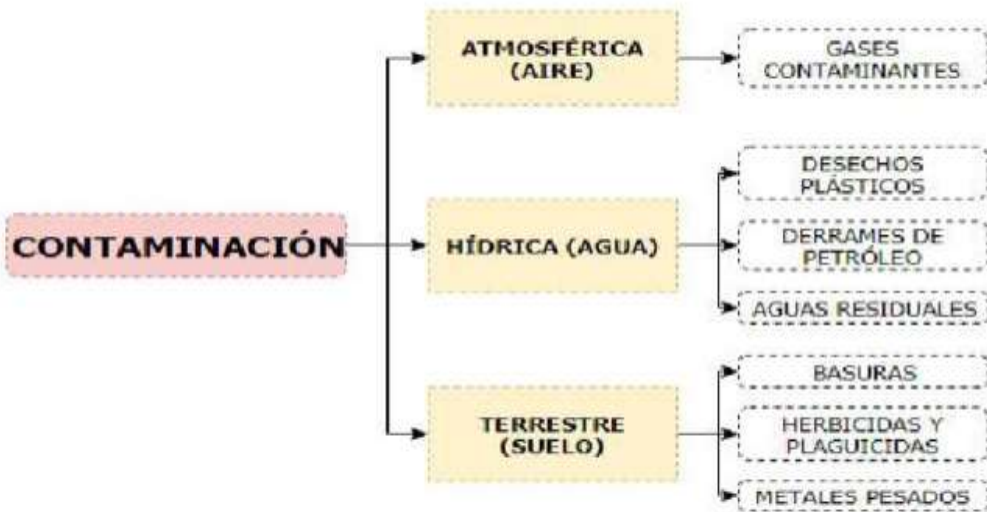 CONTAMINACIÓN
ATMOSFÉRICA
(AIRE)
GASES
CONTAMINANTES
HÍDRICA (AGUA)
DESECHOS
PLÁSTICOS
DERRAMES DE
PETRÓLEO
AGUAS RESIDUALES
TERRESTRE
(SUELO)
BASURAS
HERBICIDAS Y
PLAGUICIDAS
METALES PESADOS